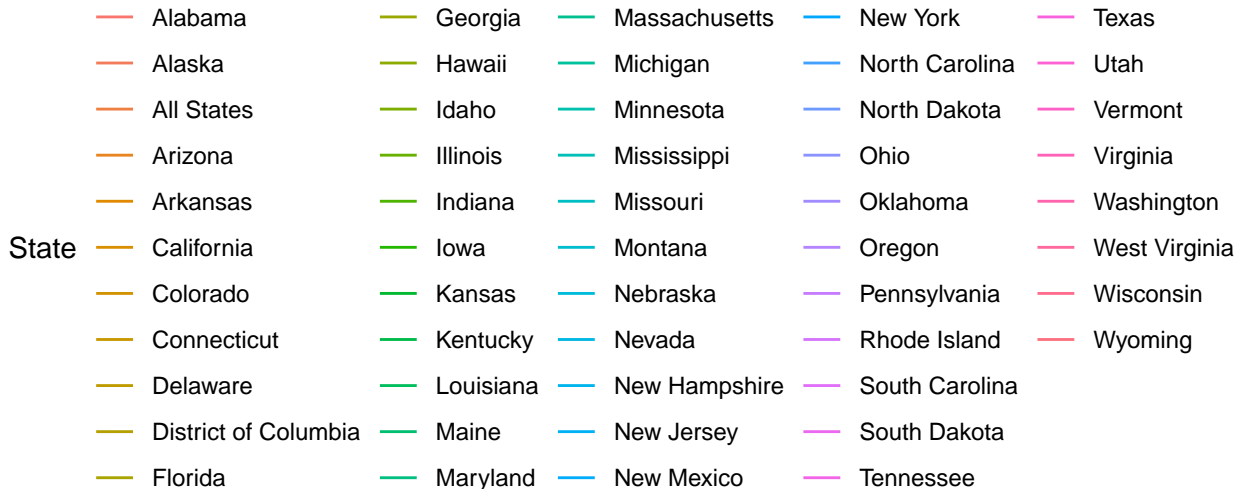 State
Alabama
Alaska
All States
Arizona
Arkansas
California
Colorado
Connecticut
Delaware
District of Columbia
Florida
Georgia
Hawaii
Idaho
Illinois
Indiana
Iowa
Kansas
Kentucky
Louisiana
Maine
Maryland
Massachusetts
Michigan
Minnesota
Mississippi
Missouri
Montana
Nebraska
Nevada
New Hampshire
New Jersey
New Mexico
New York
North Carolina
North Dakota
Ohio
Oklahoma
Oregon
Pennsylvania
Rhode Island
South Carolina
South Dakota
Tennessee
Texas
Utah
Vermont
Virginia
Washington
West Virginia
Wisconsin
Wyoming